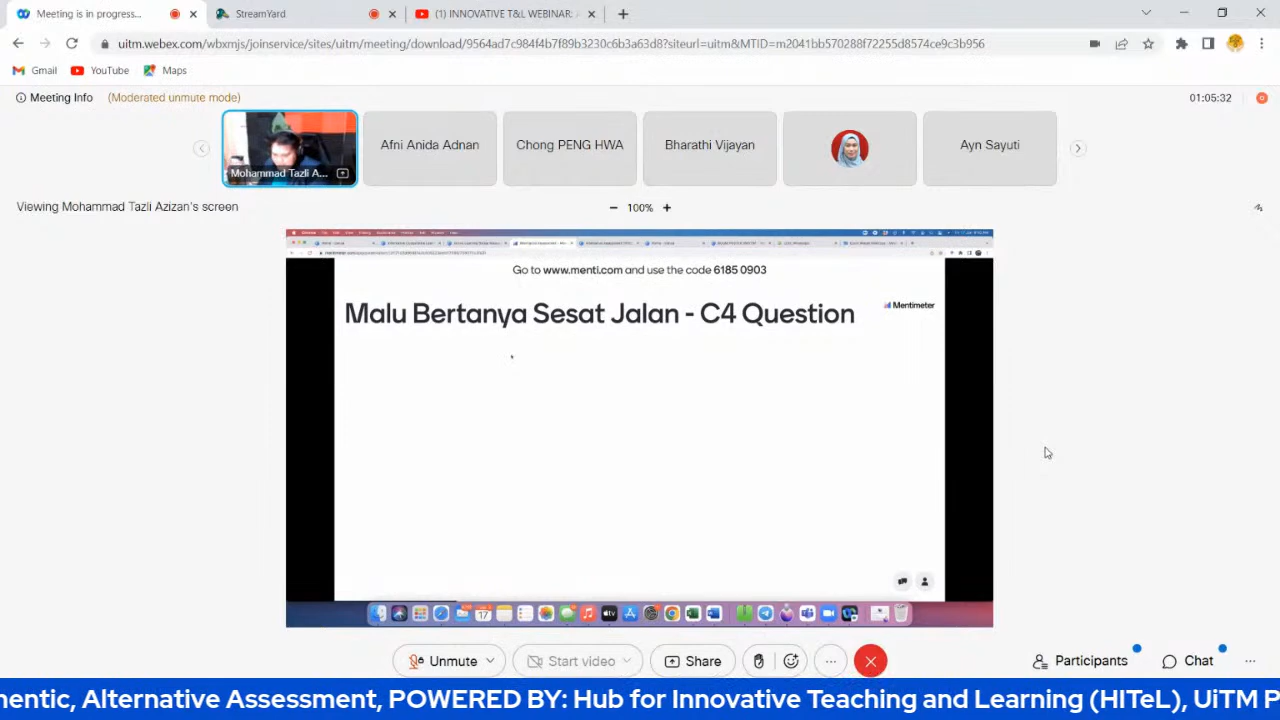 Meeting is in progress...
StreamYard
(1) INNOVATIVE T&L WEBINAR:
uitm.webex.com/wbxmjs/joinservice/sites/uitm/meeting/download/9564ad7c984f4b7f89b3230c6b3a63d8?siteurl=uitm&MTID=m2041bb570288f72255d8574ce9c3b956
Gmail
YouTube
Maps
Meeting Info
(Moderated unmute mode)
01:05:32
Mohammad Tazli A...
Afni Anida Adnan
Chong PENG HWA
Bharathi Vijayan
Ayn Sayuti
Viewing Mohammad Tazli Azizan's screen
100%
Go to www.menti.com and use the code 6185 0903
Malu Bertanya Sesat Jalan - C4 Question
Mentimeter
17
Unmute
Start video
Share
Participants
Chat
nentic, Alternative Assessment, POWERED BY: Hub for Innovative Teaching and Learning (HITeL), UiTM P